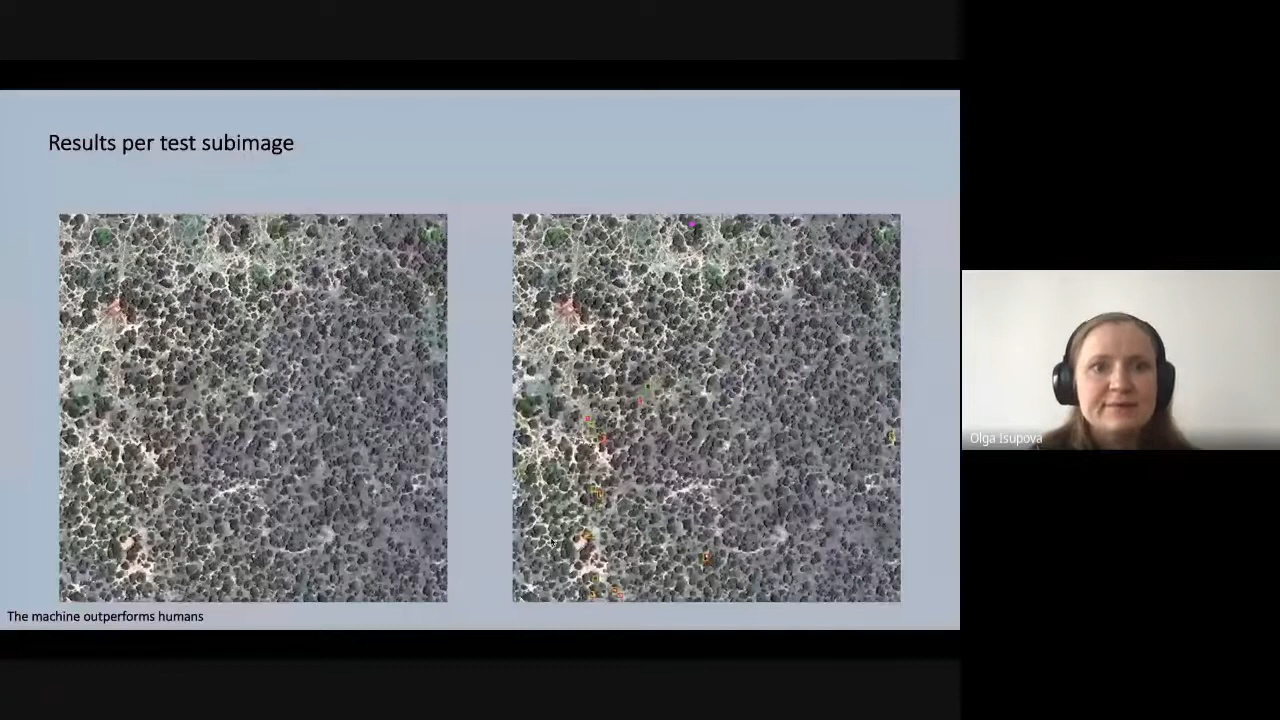 Results per test subimage
Olga Isupova
The machine outperforms humans